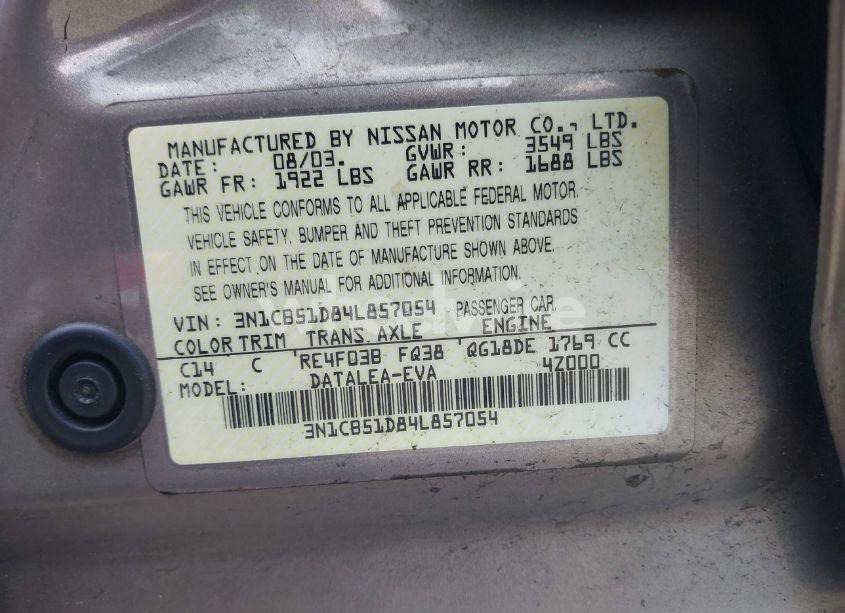 MANUFACTURED BY NISSAN MOTOR CO., LTD.
DATE: 08/03. GVWR: 3549 LBS
GAWR FR: 1922 LBS GAWR RR: 1688 LBS
THIS VEHICLE CONFORMS TO ALL APPLICABLE FEDERAL MOTOR.
VEHICLE SAFETY, BUMPER AND THEFT PREVENTION STANDARDS
IN EFFECT ON THE DATE OF MANUFACTURE SHOWN ABOVE.
SEE OWNER'S MANUAL FOR ADDITIONAL INFORMATION.
VIN: 3N1CB51D84L857054 PASSENGER CAR
COLOR TRIM TRANS. AXLE ENGINE
C14 C RE4F03B FQ38 QG18DE 1769 CC
MODEL: DATALEA-EVA 4Z000
3N1CB51D84L857054